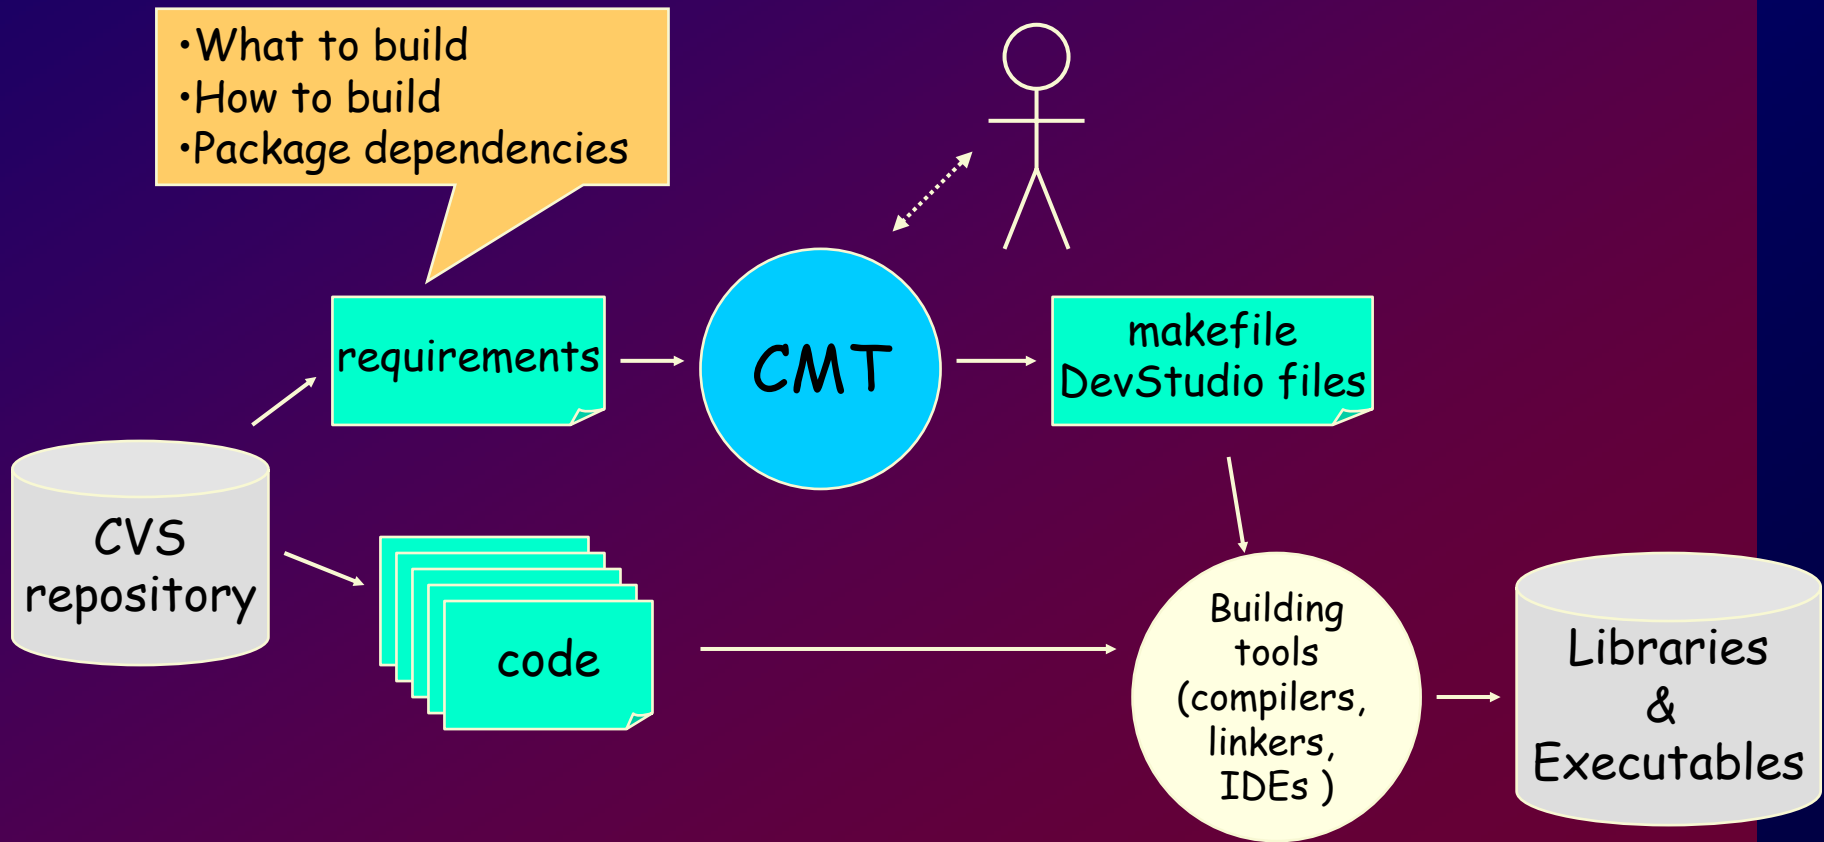 •What to build
•How to build
•Package dependencies
requirements
CMT
makefile
DevStudio files
CVS
repository
code
Building
tools
(compilers,
linkers,
IDEs )
Libraries
&
Executables